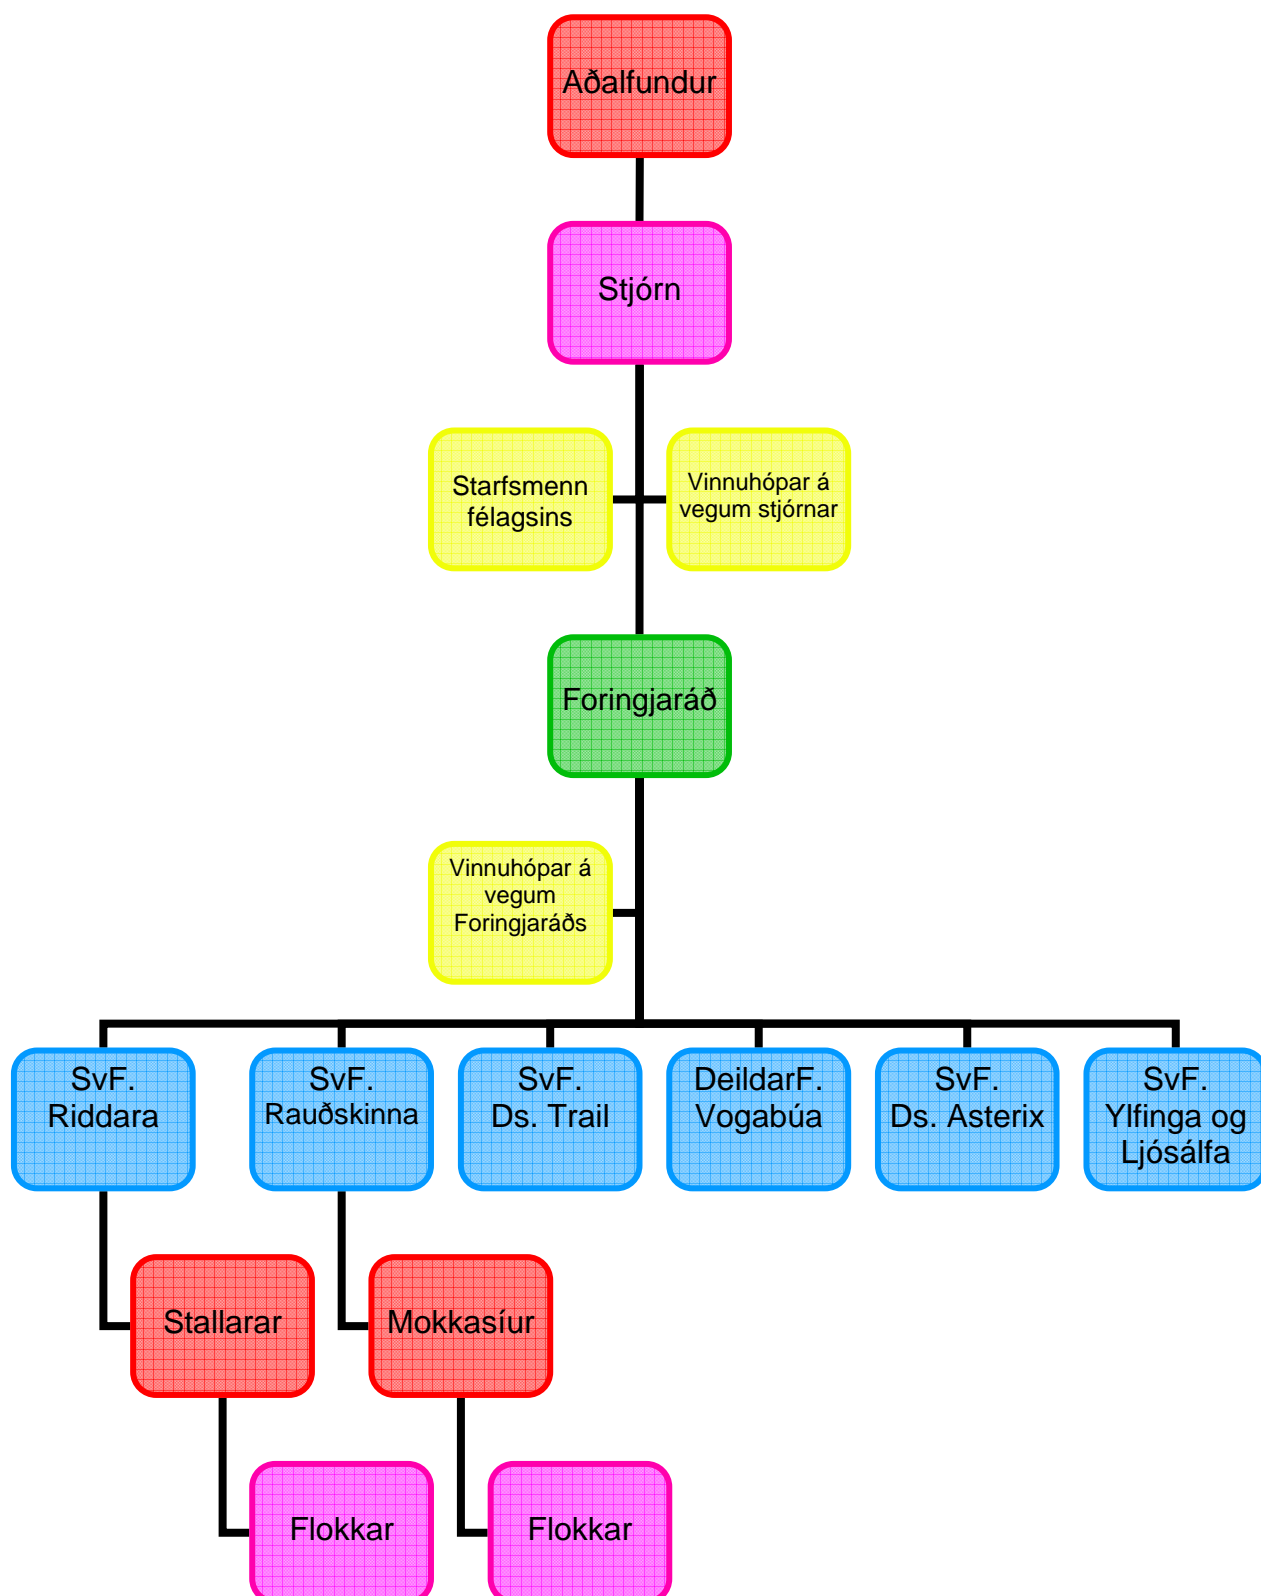 Aðalfundur
Stjórn
Starfsmenn
félagsins
Vinnuhópar á
vegum stjórnar
Foringjaráð
Vinnuhópar á
vegum
Foringjaráðs
SvF.
Riddara
SvF.
Rauðskinna
SvF.
Ds. Trail
DeildarF.
Vogabúa
SvF.
Ds. Asterix
SvF.
Ylfinga og
Ljósálfa
Stallarar
Mokkasíur
Flokkar
Flokkar